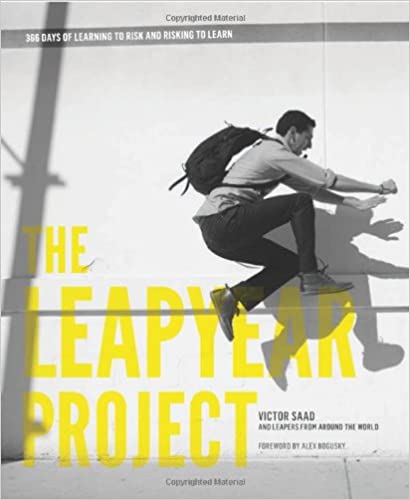 Copyrighted Material
366 DAYS OF LEARNING TO RISK AND RISKING TO LEARN
THE
LEAPYEAR
PROJECT
VICTOR SAAD
AND LEAPERS FROM AROUND THE WORLD
FOREWORD BY ALEX BOGUSKY
Copyrighted Material